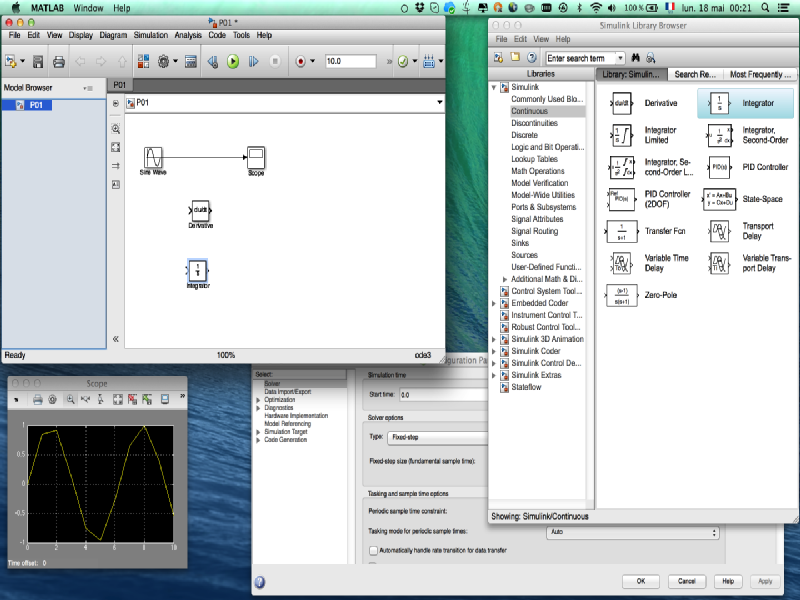 MATLAB Window Help
100% lun. 18 mai 00:21
P01 *
File Edit View Display Diagram Simulation Analysis Code Tools Help
10.0
Model Browser
P01
P01
P01
Sine Wave
Scope
du/dt
Derivative
Integrator
Ready 100% ode3
Simulink Library Browser
File Edit View Help
Enter search term
Libraries
Library: Simulin... Search Re... Most Frequently ...
Simulink
Commonly Used Blo...
Continuous
Discontinuities
Discrete
Logic and Bit Operati...
Lookup Tables
Math Operations
Model Verification
Model-Wide Utilities
Ports & Subsystems
Signal Attributes
Signal Routing
Sinks
Sources
User-Defined Functi...
Additional Math & Di...
Control System Tool...
Embedded Coder
Instrument Control T...
Robust Control Tool...
Simulink 3D Animation
Simulink Coder
Simulink Control De...
Simulink Extras
Stateflow
du/dt Derivative
1/s Integrator
Integrator Limited
Integrator, Second-Order
Integrator, Se-cond-Order L...
PID(s) PID Controller
PID(s) PID Controller (2DOF)
x' = Ax+Bu y = Cx+Du State-Space
1/s+1 Transfer Fcn
Transport Delay
Variable Time Delay
Variable Trans-port Delay
(s-1)/s(s+1) Zero-Pole
Showing: Simulink/Continuous
Scope
1
0.5
0
-0.5
-1
0 2 4 6 8 10
Time offset: 0
Select:
Solver
Data Import/Export
Optimization
Diagnostics
Hardware Implementation
Model Referencing
Simulation Target
Code Generation
Simulation time
Start time: 0.0
Solver options
Type: Fixed-step
Fixed-step size (fundamental sample time):
Tasking and sample time options
Periodic sample time constraint:
Tasking mode for periodic sample times: Auto
Automatically handle rate transition for data transfer
OK Cancel Help Apply